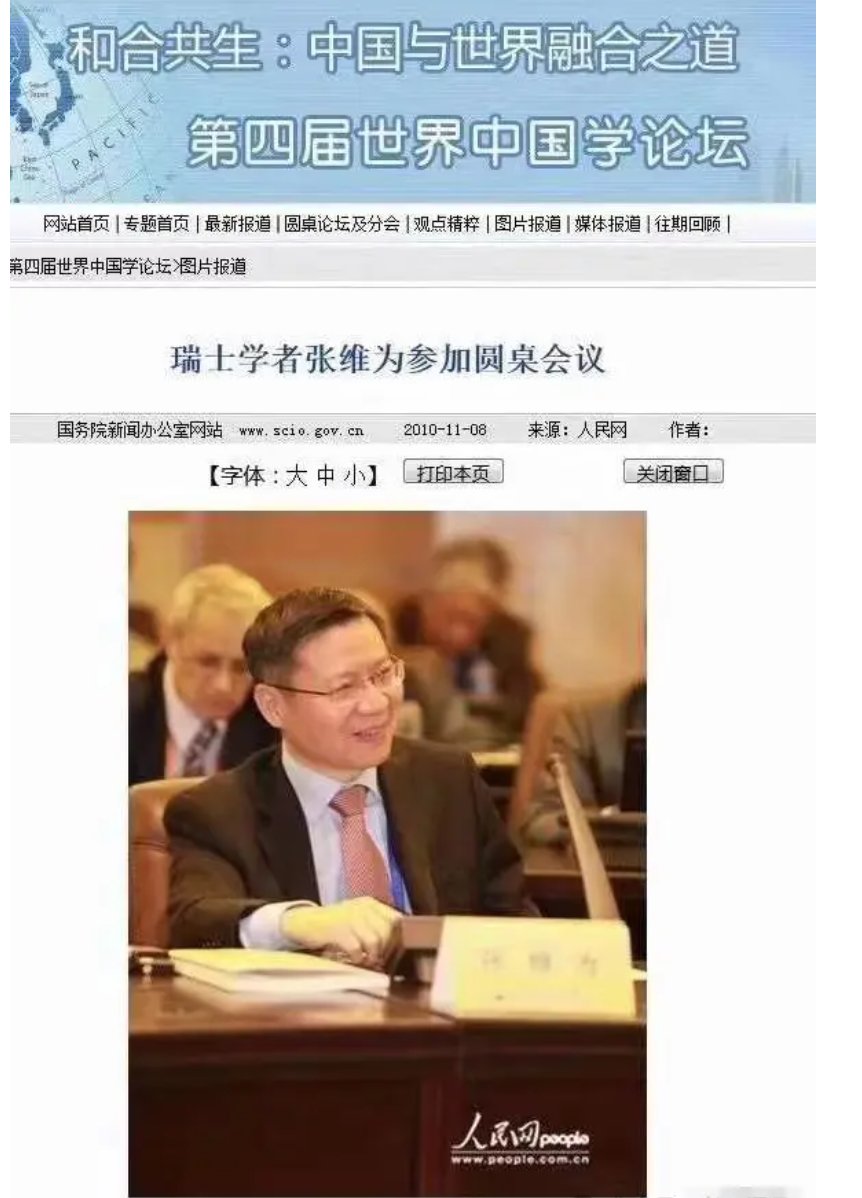 和合共生：中国与世界融合之道
第四届世界中国学论坛
PACIFIC
网站首页 | 专题首页 | 最新报道 | 圆桌论坛及分会 | 观点精粹 | 图片报道 | 媒体报道 | 往期回顾 |
第四届世界中国学论坛>图片报道
瑞士学者张维为参加圆桌会议
国务院新闻办公室网站 www.scio.gov.cn 2010-11-08 来源：人民网 作者：
【字体：大 中 小】 打印本页 关闭窗口
人民网 people
www.people.com.cn